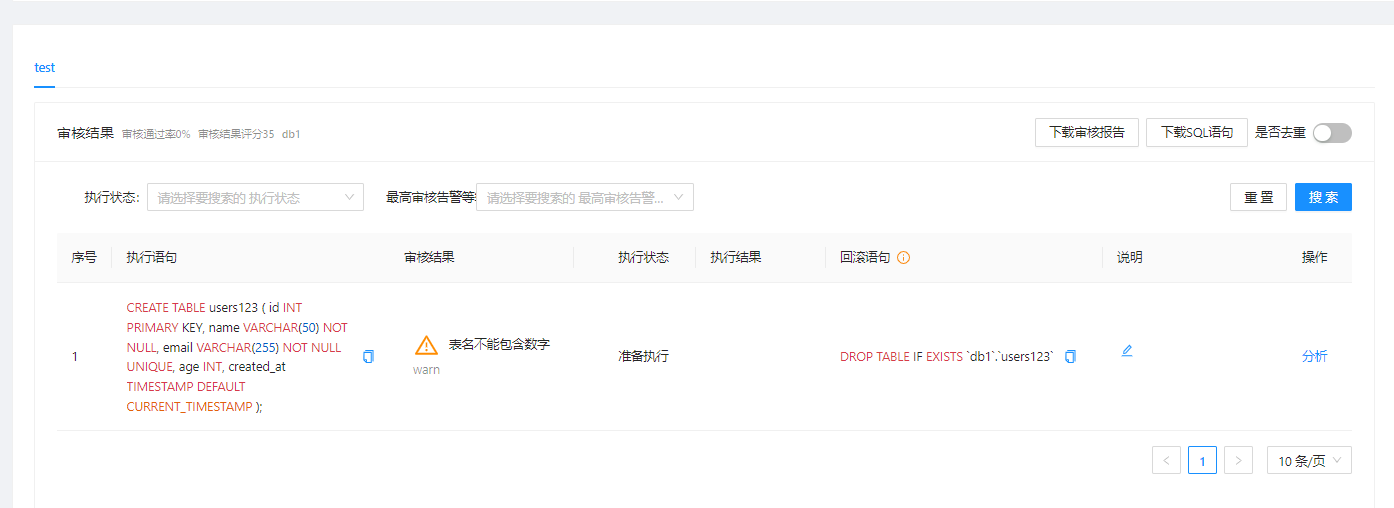 test
审核结果 审核通过率0% 审核结果评分35 db1
下载审核报告 下载SQL语句 是否去重
执行状态: 请选择要搜索的 执行状态 最高审核告警等 请选择要搜索的 最高审核告警... 重 置 搜 索
序号 执行语句 审核结果 执行状态 执行结果 回滚语句 说明 操作
1
CREATE TABLE users123 ( id INT
PRIMARY KEY, name VARCHAR(50) NOT
NULL, email VARCHAR(255) NOT NULL
UNIQUE, age INT, created_at
TIMESTAMP DEFAULT
CURRENT_TIMESTAMP );
表名不能包含数字
warn
准备执行
DROP TABLE IF EXISTS `db1`.`users123`
分析
< 1 > 10 条/页